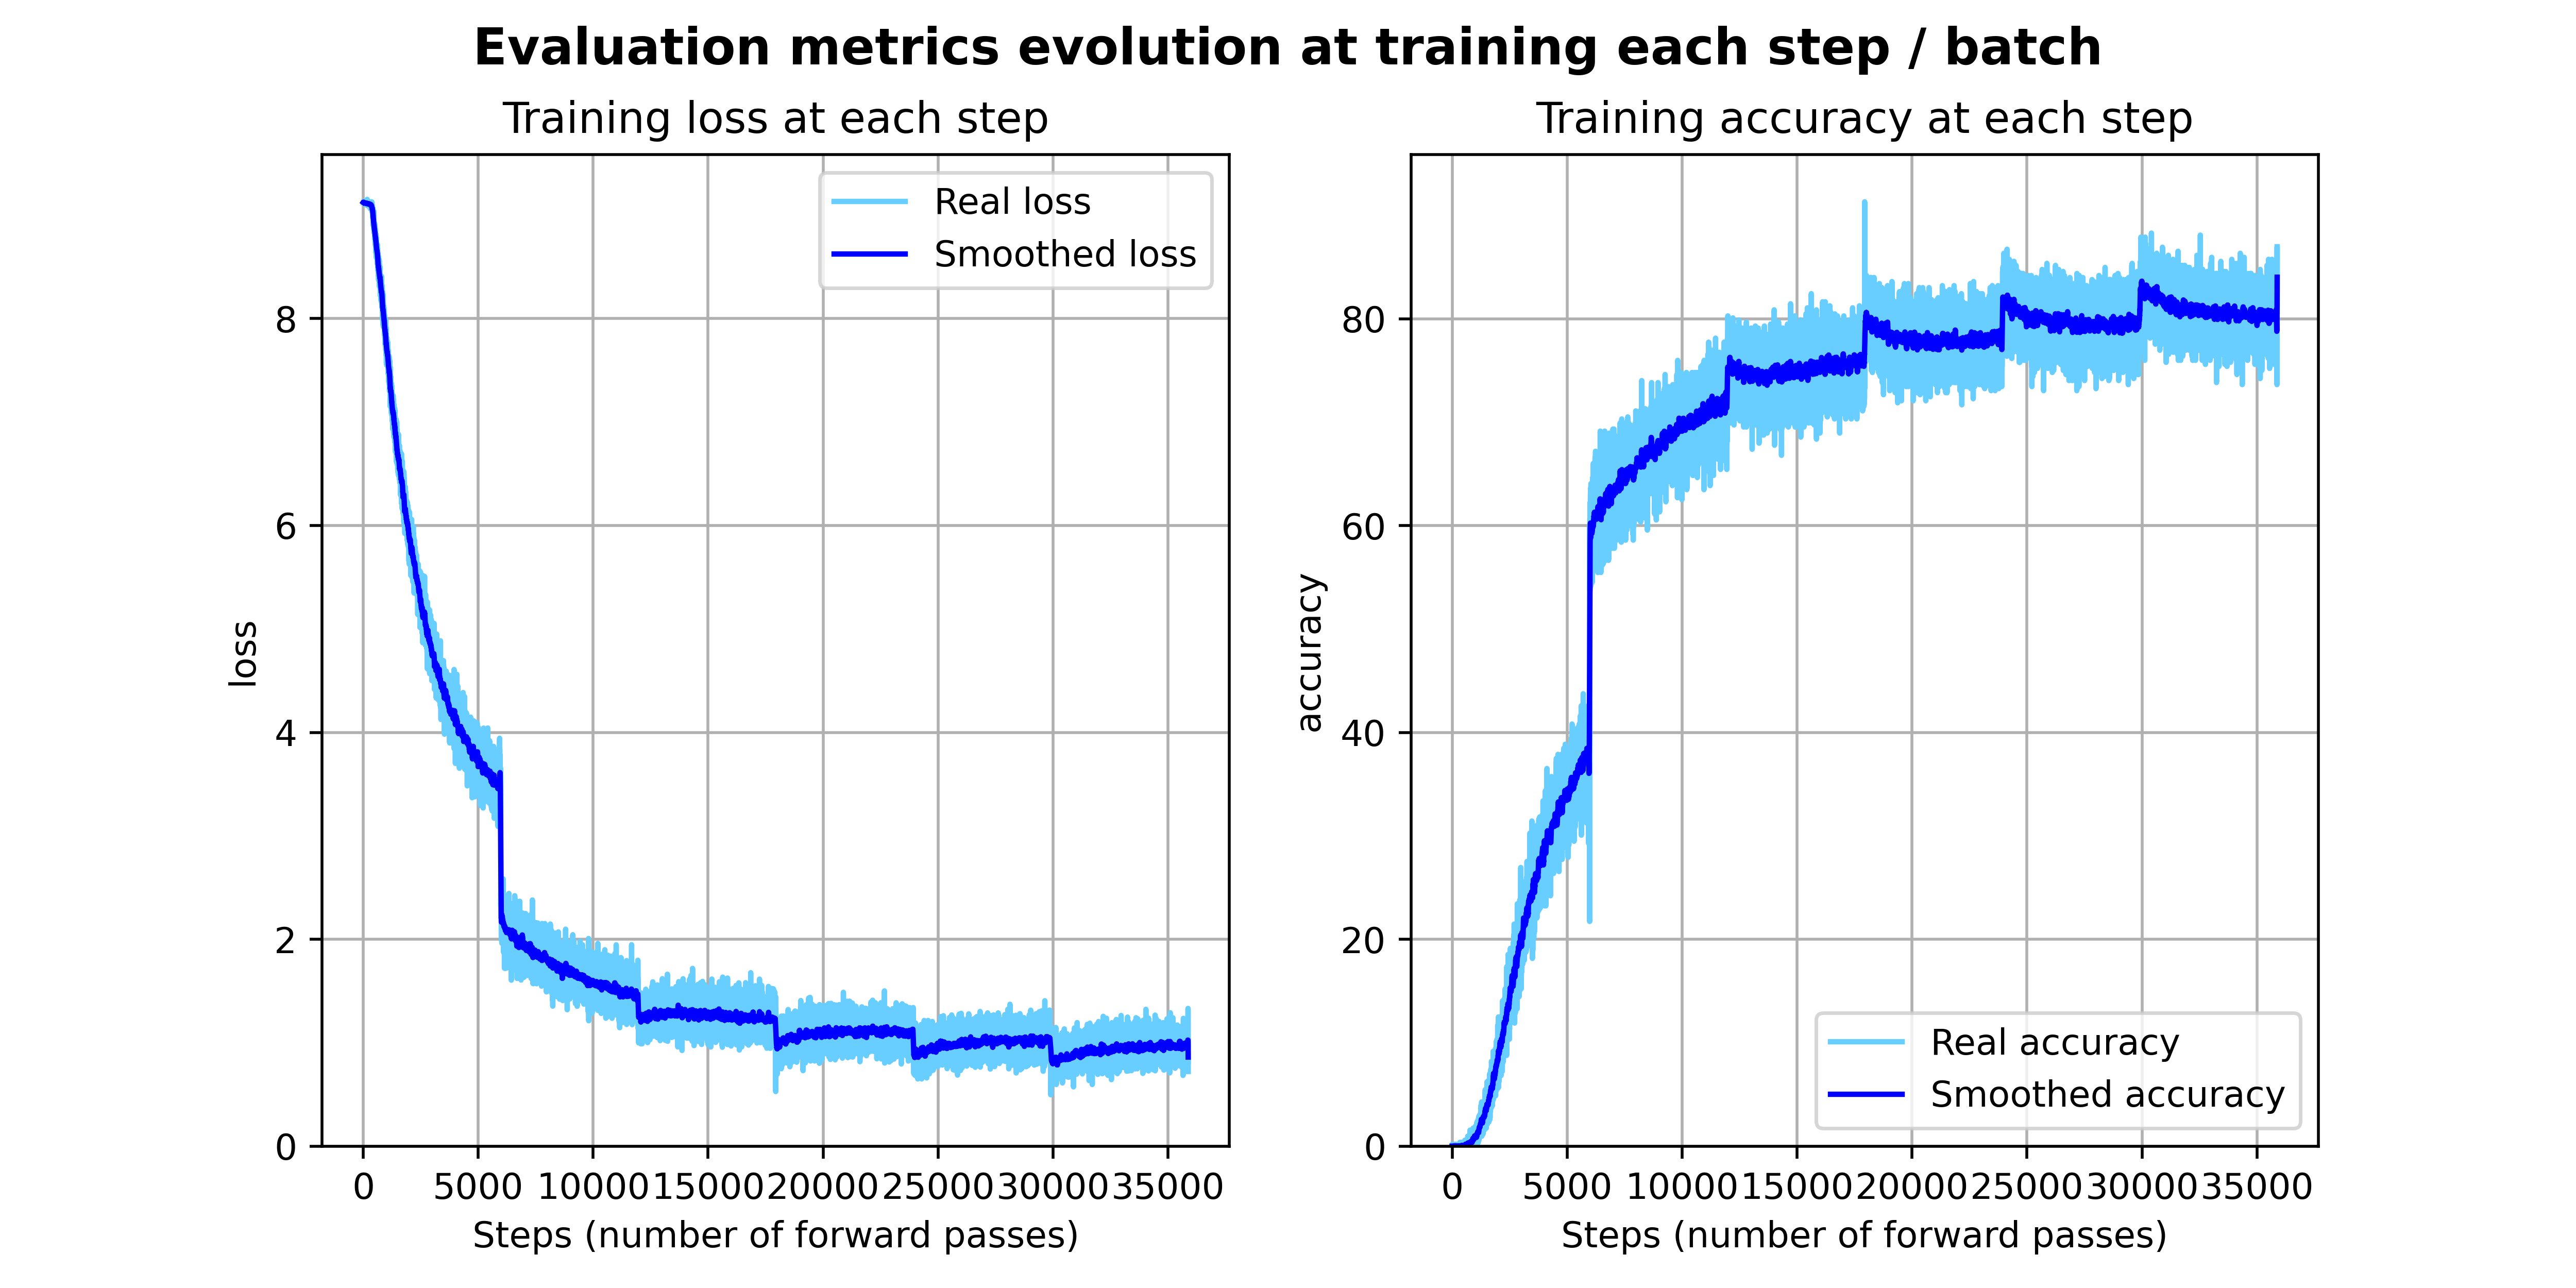 Evaluation metrics evolution at training each step / batch
Training loss at each step
Real loss
Smoothed loss
loss
8
6
4
2
0
0 5000 10000 15000 20000 25000 30000 35000
Steps (number of forward passes)
Training accuracy at each step
accuracy
80
60
40
20
0
Real accuracy
Smoothed accuracy
0 5000 10000 15000 20000 25000 30000 35000
Steps (number of forward passes)